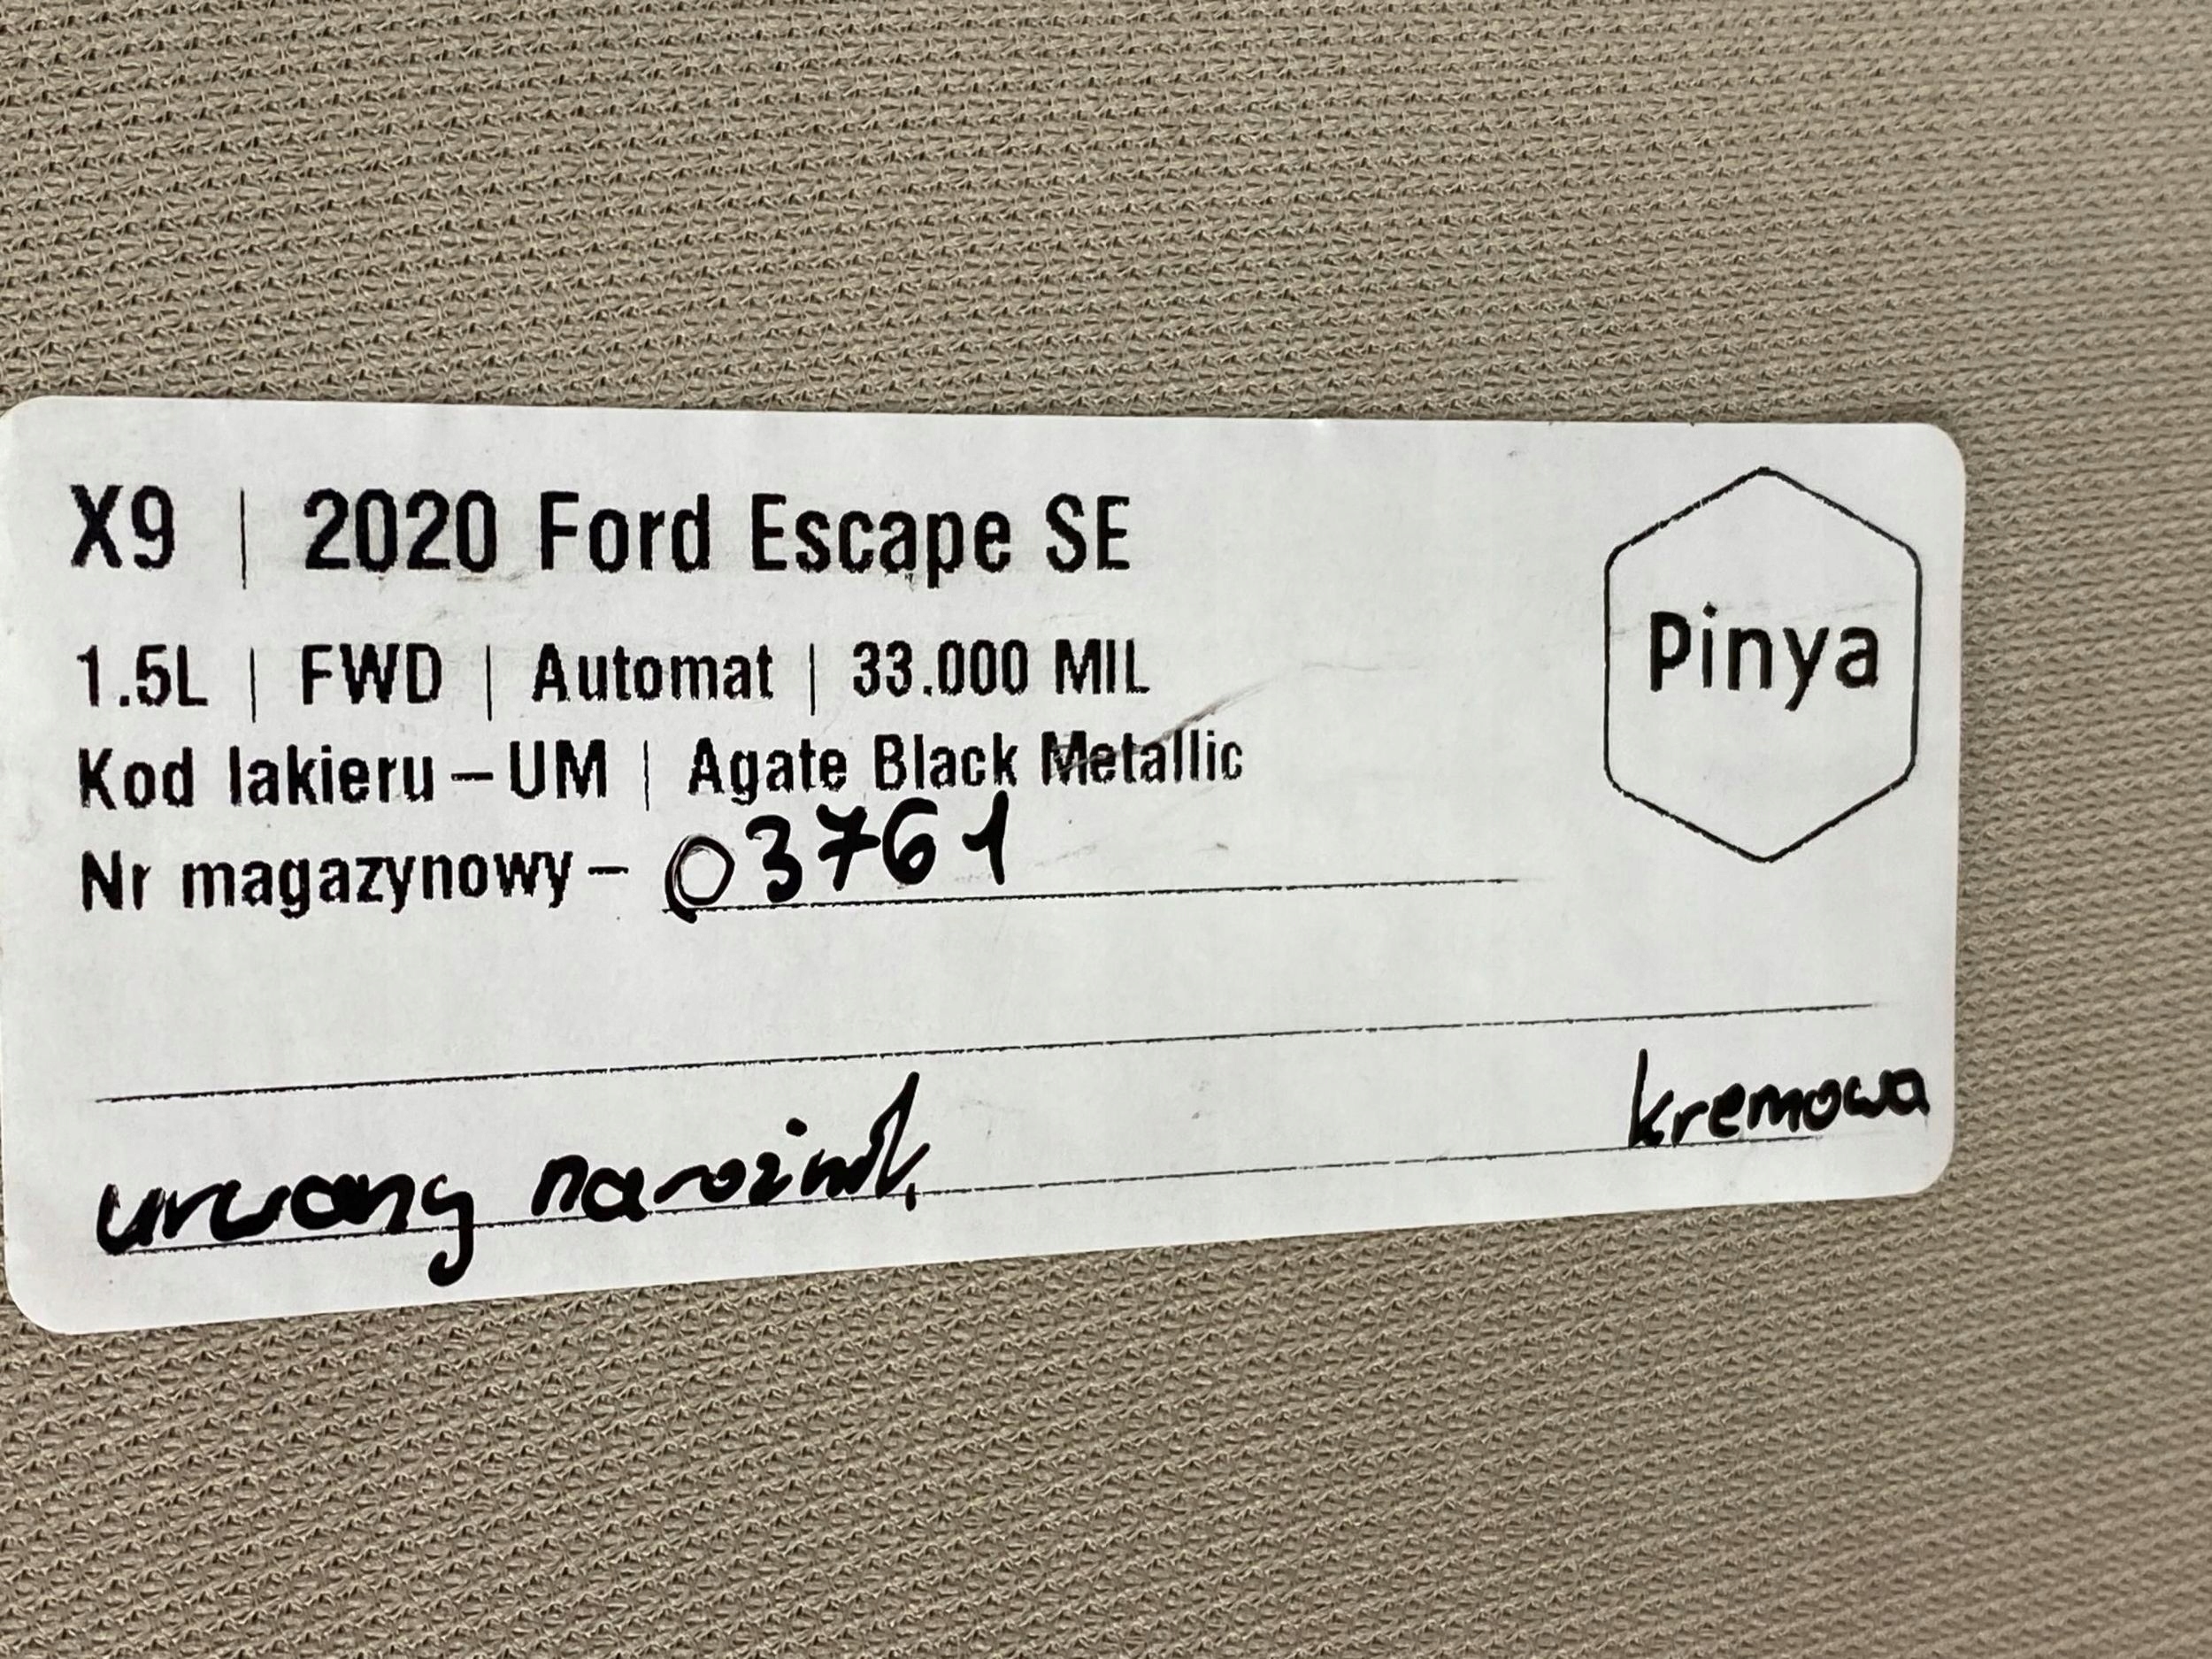 X9 | 2020 Ford Escape SE
Pinya
1.5L | FWD | Automat | 33.000 MIL
Kod lakieru – UM | Agate Black Metallic
Nr magazynowy – 03761
urwany narożnik kremowa